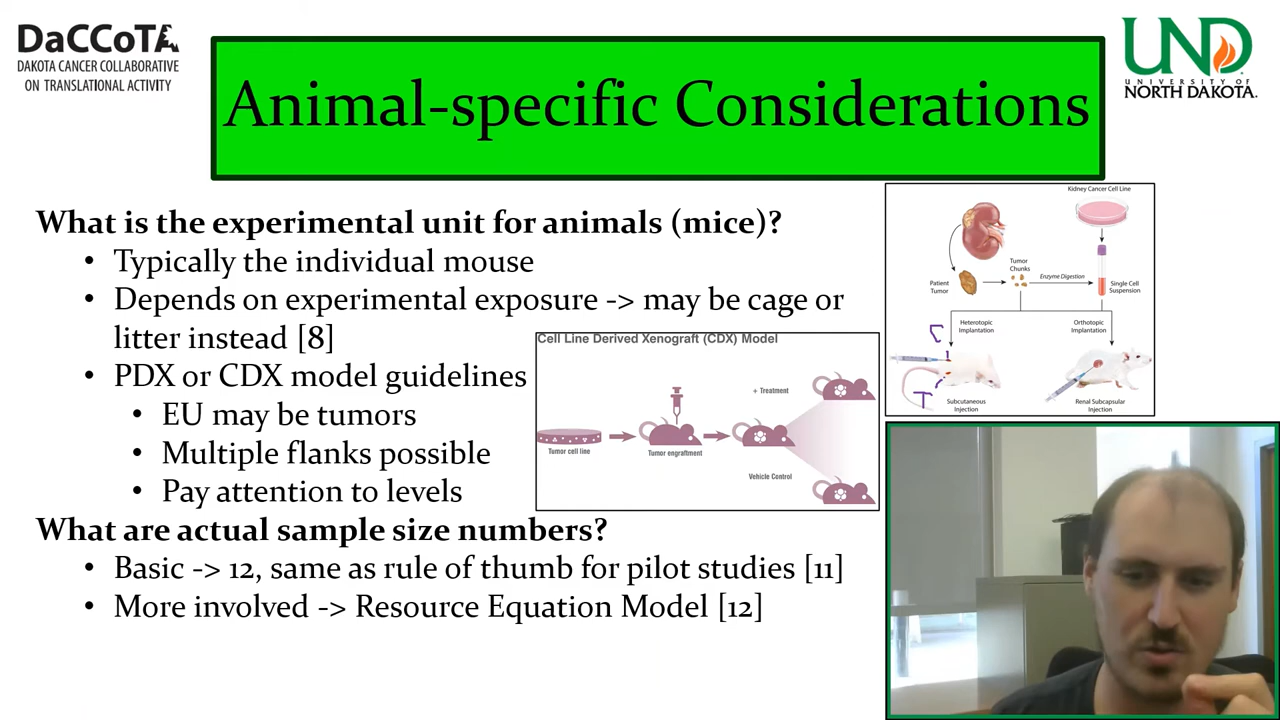 DaCCoTA
DAKOTA CANCER COLLABORATIVE
ON TRANSLATIONAL ACTIVITY
Animal-specific Considerations
UND
UNIVERSITY OF
NORTH DAKOTA.
What is the experimental unit for animals (mice)?
• Typically the individual mouse
• Depends on experimental exposure -> may be cage or
litter instead [8]
• PDX or CDX model guidelines
• EU may be tumors
• Multiple flanks possible
• Pay attention to levels
What are actual sample size numbers?
• Basic -> 12, same as rule of thumb for pilot studies [11]
• More involved -> Resource Equation Model [12]
Cell Line Derived Xenograft (CDX) Model
+ Treatment
Tumor cell line
Tumor engraftment
Vehicle Control
Kidney Cancer Cell Line
Tumor
Chunks
Enzyme Digestion
Patient
Tumor
Single Cell
Suspension
Heterotopic
Implantation
Orthotopic
Implantation
C
T
Subcutaneous
Injection
Renal Subcapsular
Injection